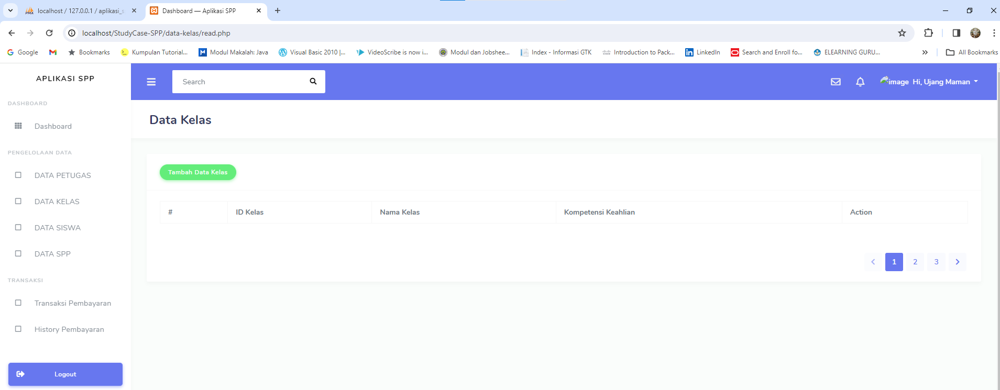 localhost / 127.0.0.1 / aplikasi_s
Dashboard — Aplikasi SPP
localhost/StudyCase-SPP/data-kelas/read.php
Google
Bookmarks
Kumpulan Tutorial...
Modul Makalah: Java
Visual Basic 2010 |...
VideoScribe is now i...
Modul dan Jobshee...
Index - Informasi GTK
Introduction to Pack...
LinkedIn
Search and Enroll fo...
ELEARNING GURU...
All Bookmarks
APLIKASI SPP
Search
image Hi, Ujang Maman
DASHBOARD
Dashboard
PENGELOLAAN DATA
DATA PETUGAS
DATA KELAS
DATA SISWA
DATA SPP
TRANSAKSI
Transaksi Pembayaran
History Pembayaran
Logout
Data Kelas
Tambah Data Kelas
# ID Kelas Nama Kelas Kompetensi Keahlian Action
1 2 3